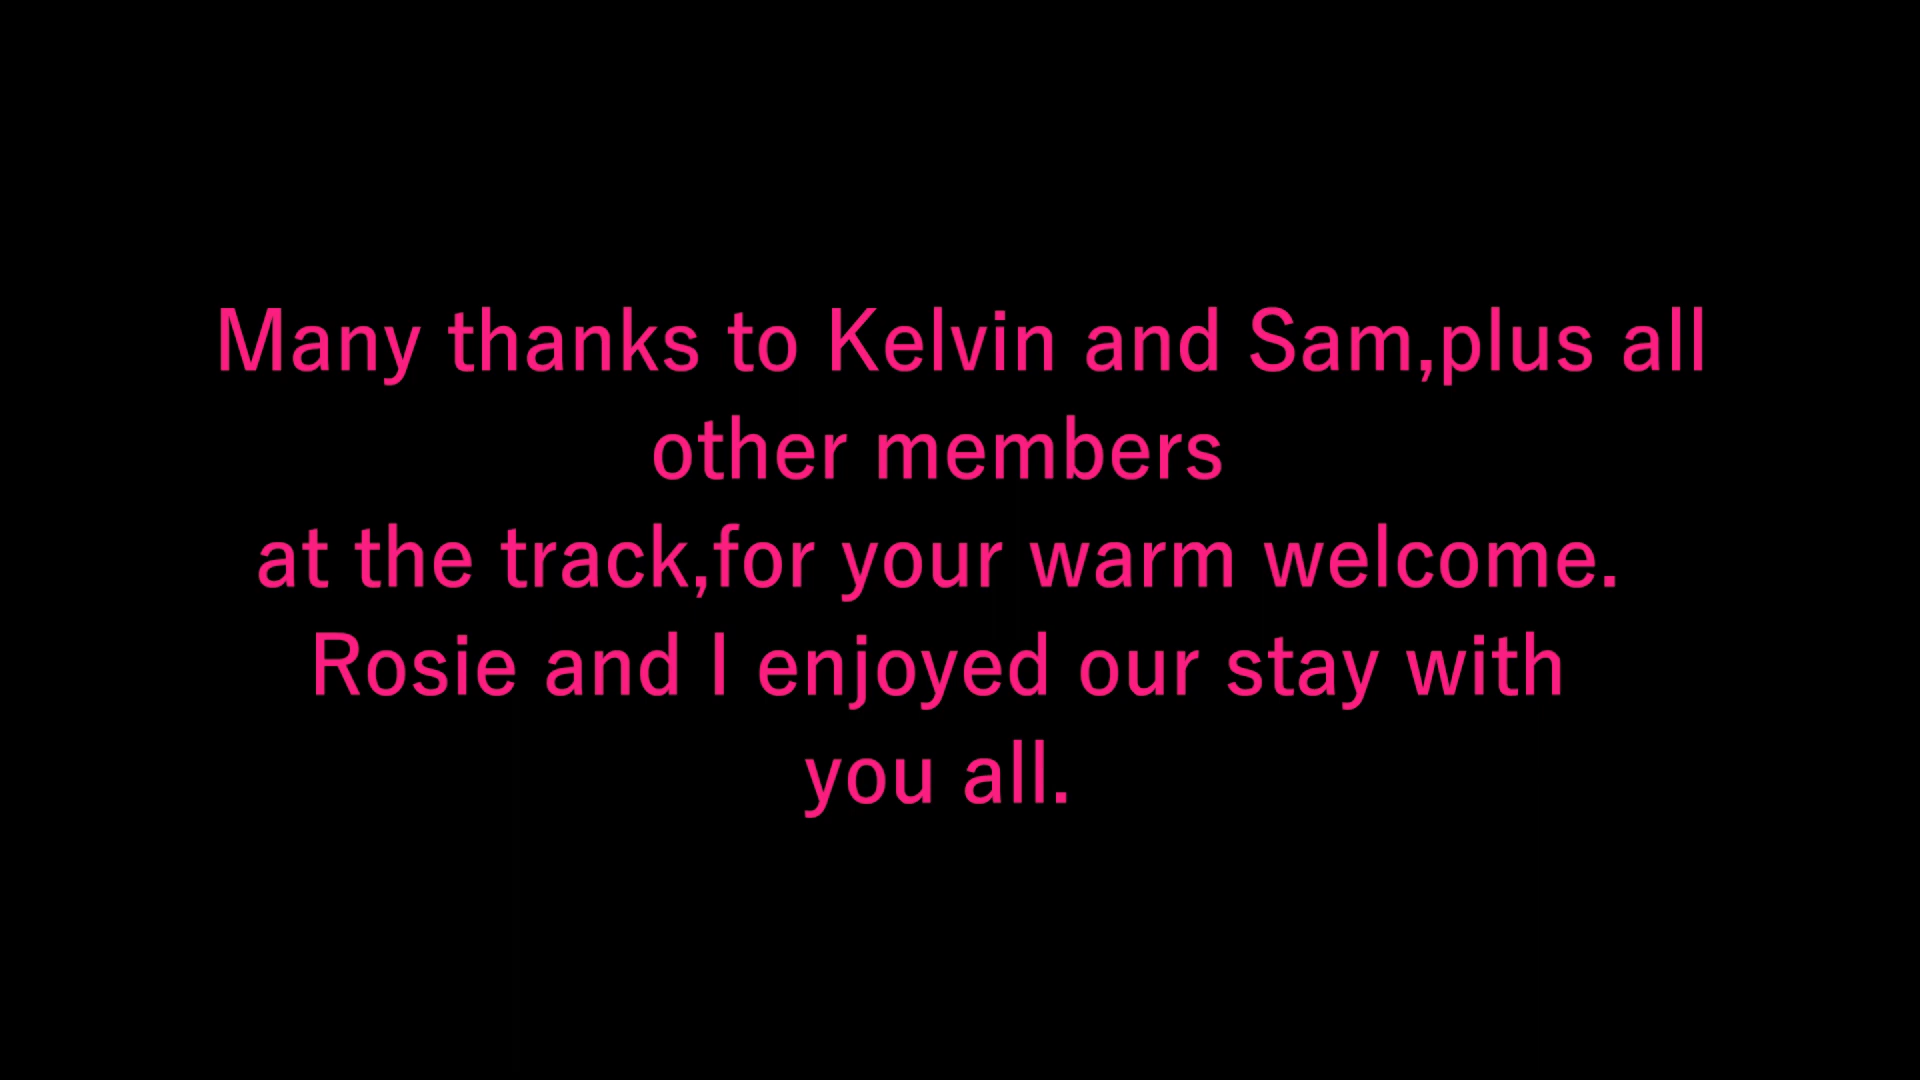 Many thanks to Kelvin and Sam,plus all
other members
at the track,for your warm welcome.
Rosie and I enjoyed our stay with
you all.